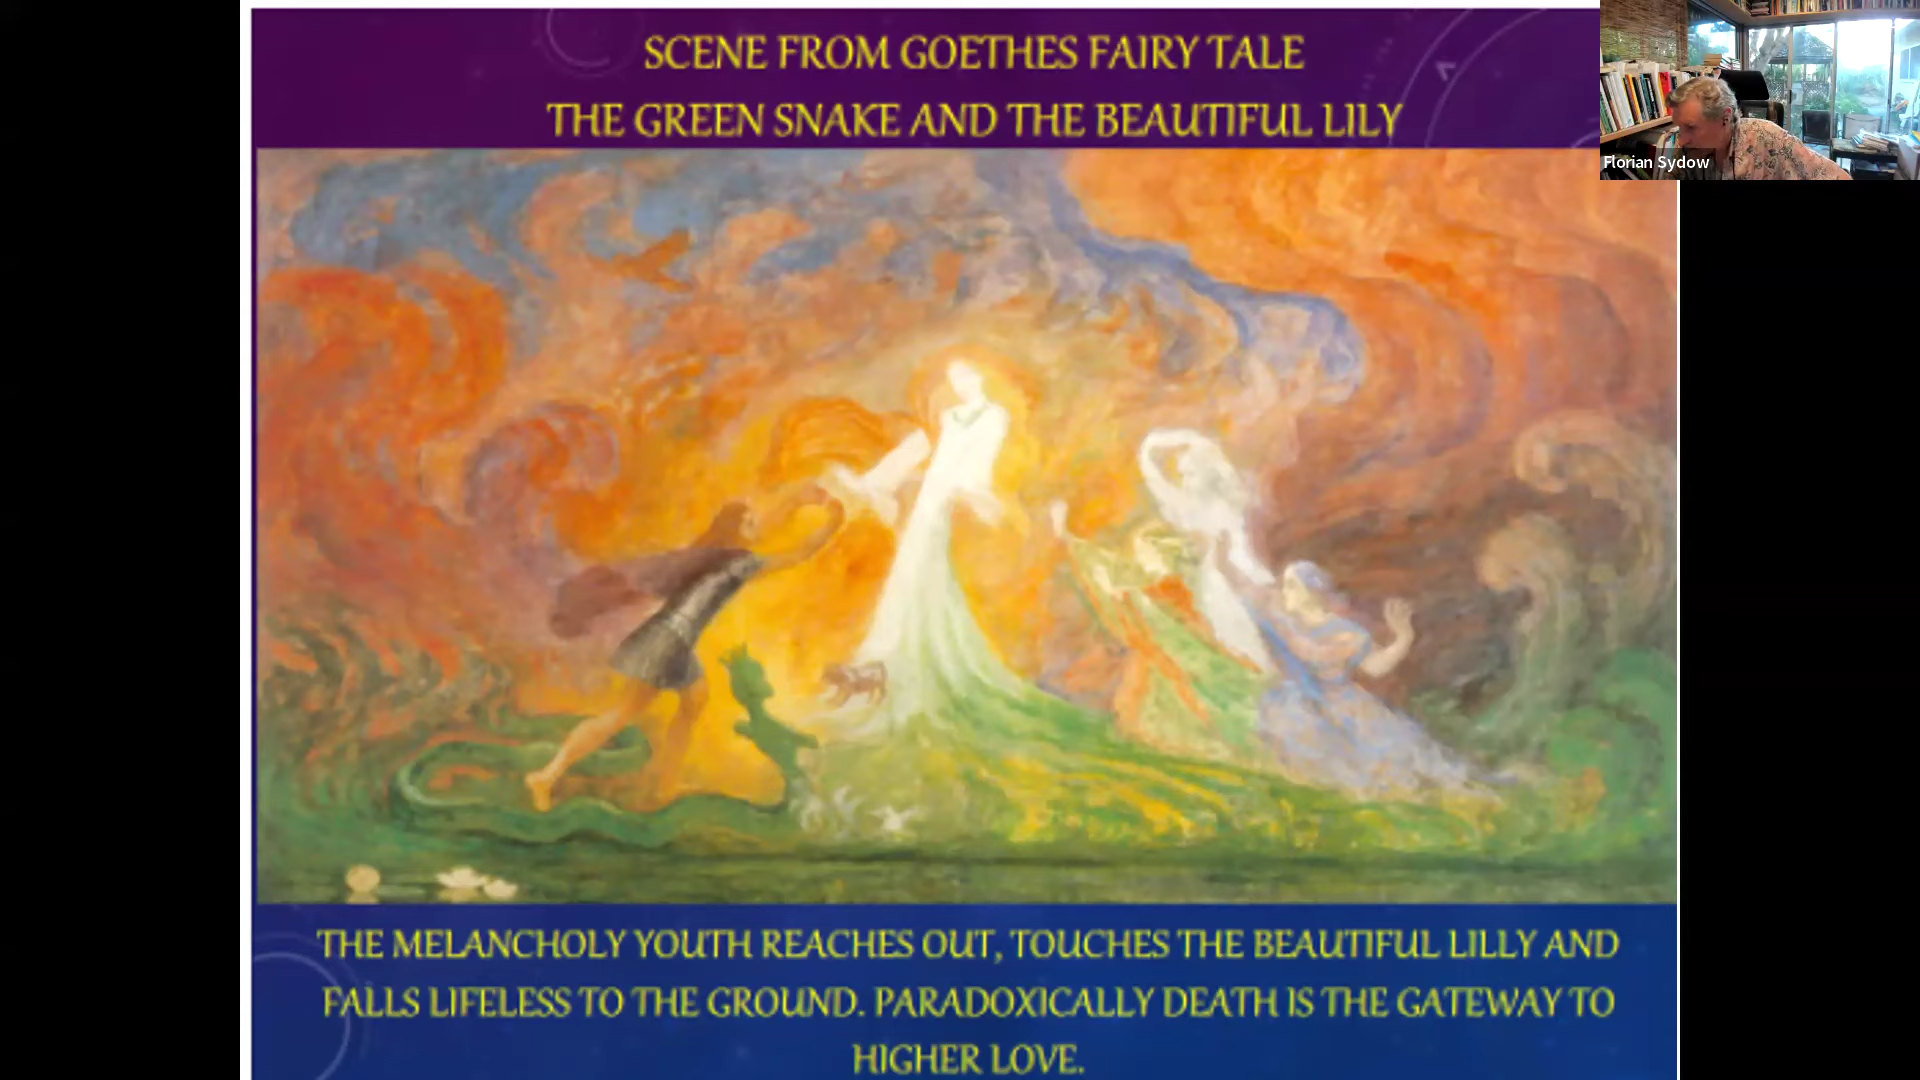 SCENE FROM GOETHES FAIRY TALE
THE GREEN SNAKE AND THE BEAUTIFUL LILY
Florian Sydow
THE MELANCHOLY YOUTH REACHES OUT, TOUCHES THE BEAUTIFUL LILLY AND
FALLS LIFELESS TO THE GROUND. PARADOXICALLY DEATH IS THE GATEWAY TO
HIGHER LOVE.